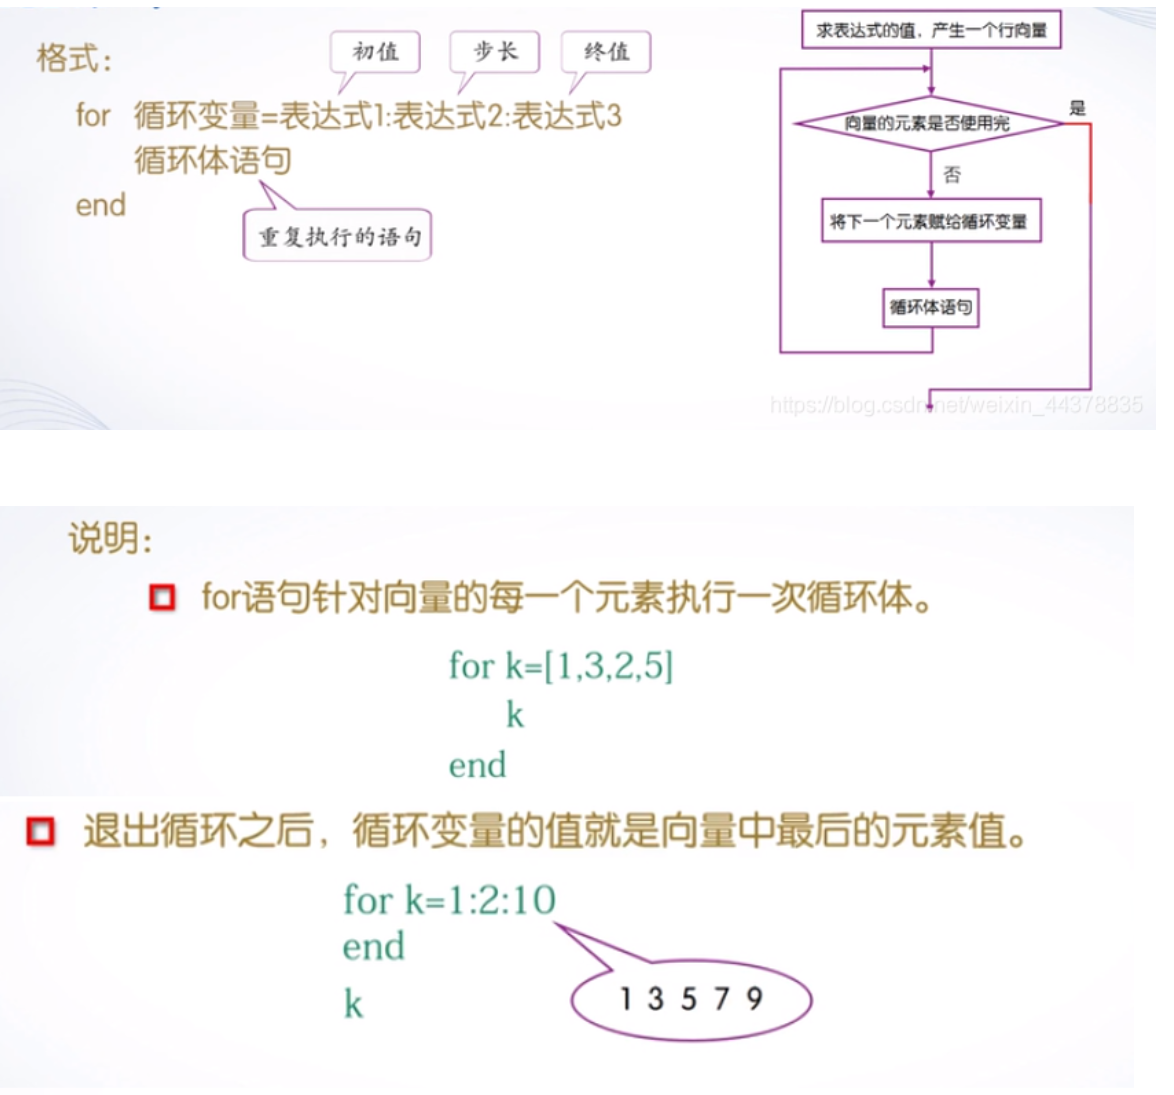 格式：
初值
步长
终值
for 循环变量=表达式1:表达式2:表达式3
循环体语句
end
重复执行的语句
求表达式的值，产生一个行向量
向量的元素是否使用完
是
否
将下一个元素赋给循环变量
循环体语句
https://blog.csdn.net/weixin_44378835
说明：
for语句针对向量的每一个元素执行一次循环体。
for k=[1,3,2,5]
k
end
退出循环之后，循环变量的值就是向量中最后的元素值。
for k=1:2:10
end
k
1 3 5 7 9